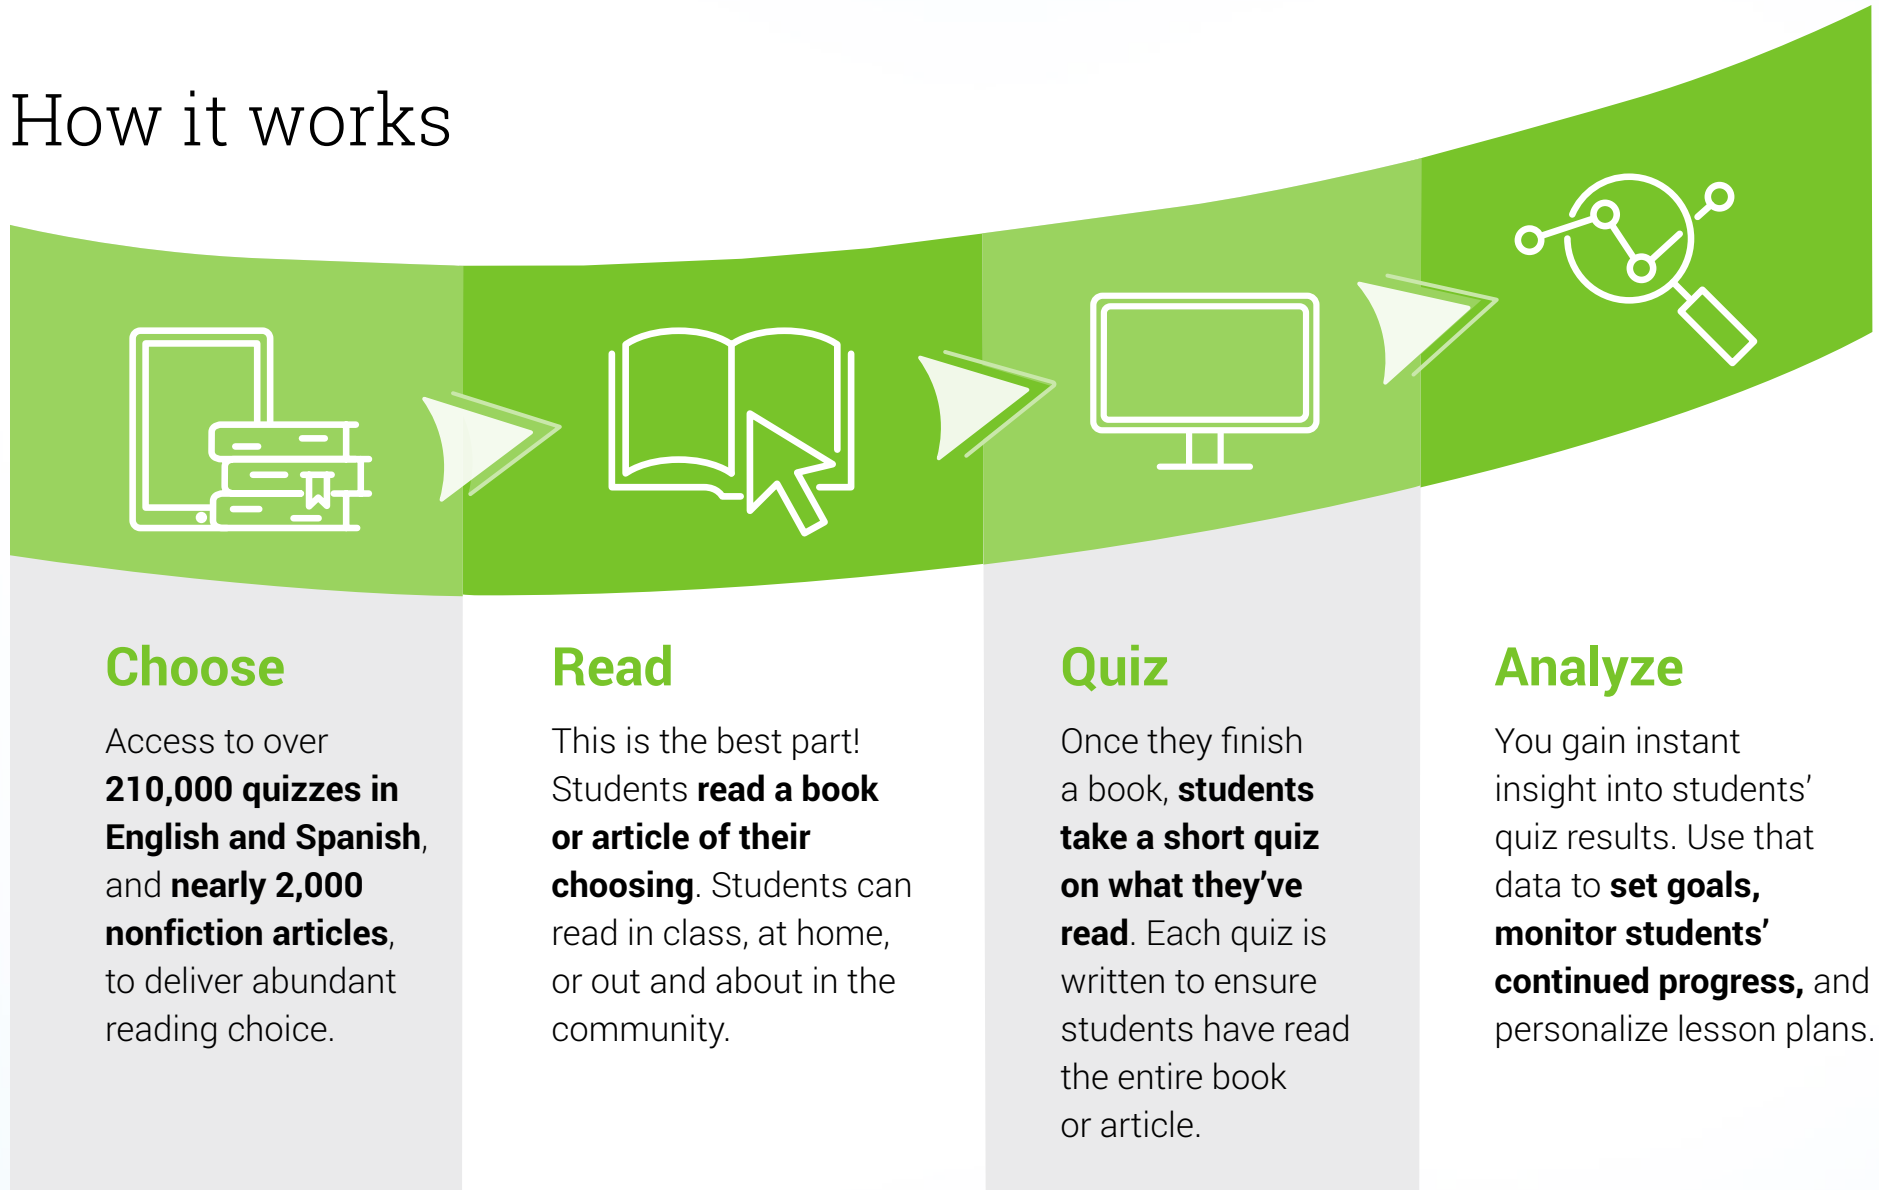 How it works
Choose
Access to over
210,000 quizzes in
English and Spanish,
and nearly 2,000
nonfiction articles,
to deliver abundant
reading choice.
Read
This is the best part!
Students read a book
or article of their
choosing. Students can
read in class, at home,
or out and about in the
community.
Quiz
Once they finish
a book, students
take a short quiz
on what they’ve
read. Each quiz is
written to ensure
students have read
the entire book
or article.
Analyze
You gain instant
insight into students’
quiz results. Use that
data to set goals,
monitor students’
continued progress, and
personalize lesson plans.